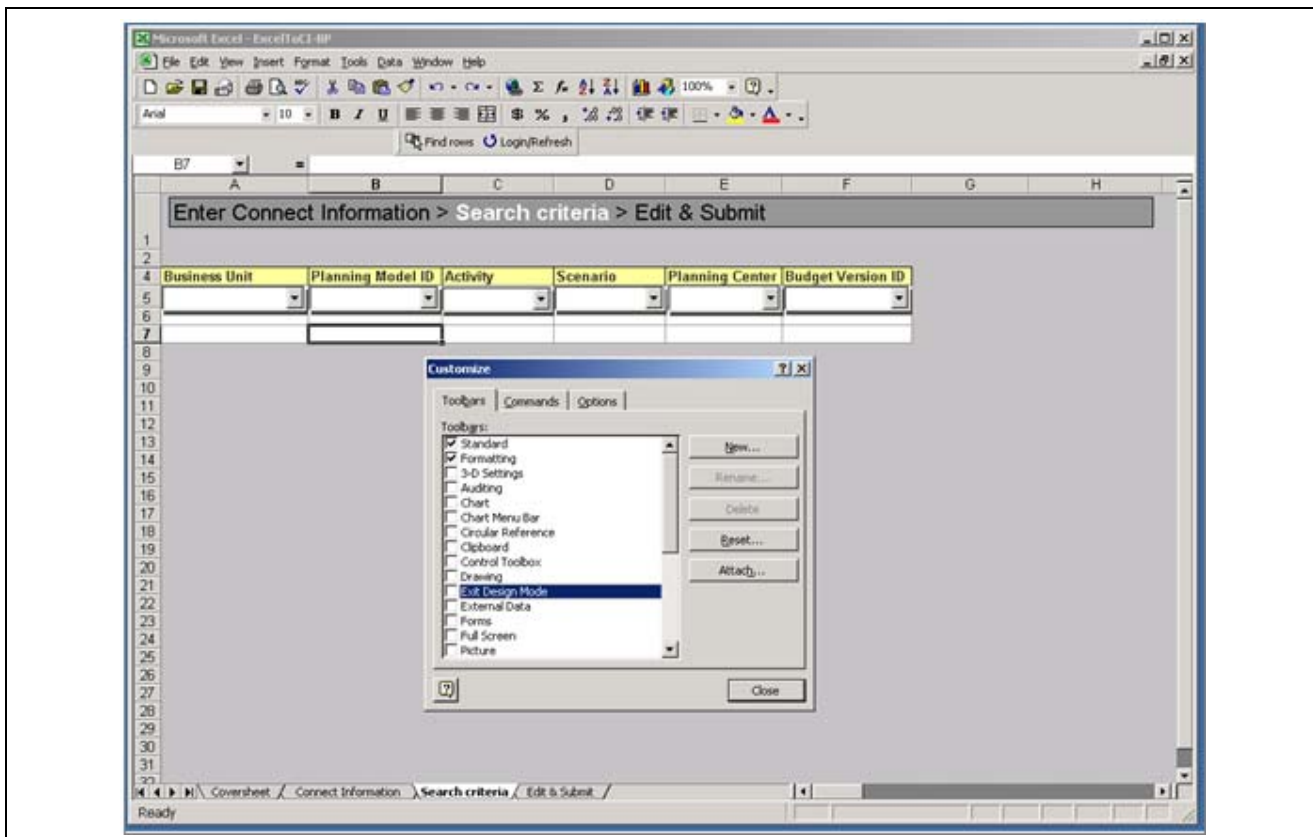 Microsoft Excel - ExcelToCI-BP
File Edit View Insert Format Tools Data Window Help
100%
Arial 10 B I U $ % ,
Find rows Login/Refresh
B7 =
A B C D E F G H
Enter Connect Information > Search criteria > Edit & Submit
1
2
4 Business Unit Planning Model ID Activity Scenario Planning Center Budget Version ID
5
6
7
8
9 Customize
10
11 Toolbars Commands Options
12 Toolbars:
13 Standard New...
14 Formatting
15 3-D Settings Rename...
16 Auditing
17 Chart Delete
Chart Menu Bar
18 Circular Reference Reset...
19 Clipboard
20 Control Toolbox Attach...
21 Drawing
Exit Design Mode
22 External Data
23 Forms
24 Full Screen
25 Picture
26
27 Close
28
29
30
31
32
Coversheet / Connect Information \ Search criteria / Edit & Submit /
Ready